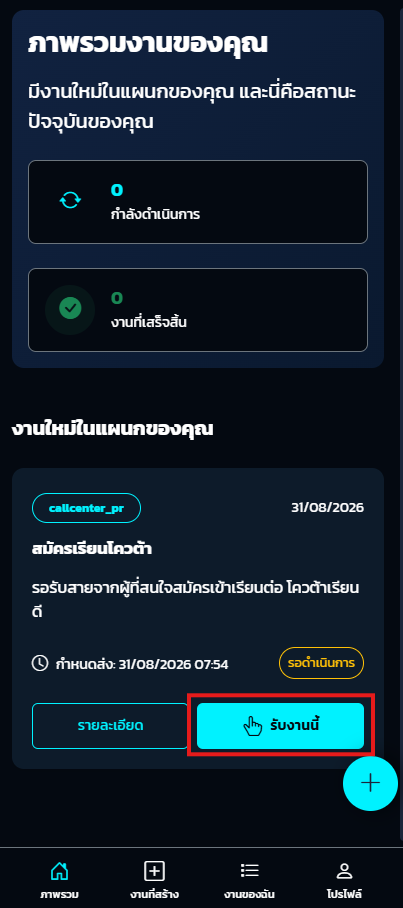 ภาพรวมงานของคุณ
มีงานใหม่ในแผนกของคุณ และนี่คือสถานะ
ปัจจุบันของคุณ
0
กำลังดำเนินการ
0
งานที่เสร็จสิ้น
งานใหม่ในแผนกของคุณ
callcenter_pr 31/08/2026
สมัครเรียนโควต้า
รอรับสายจากผู้ที่สนใจสมัครเข้าเรียนต่อ โควต้าเรียน
ดี
กำหนดส่ง: 31/08/2026 07:54 รอดำเนินการ
รายละเอียด รับงานนี้
ภาพรวม งานที่สร้าง งานของฉัน โปรไฟล์